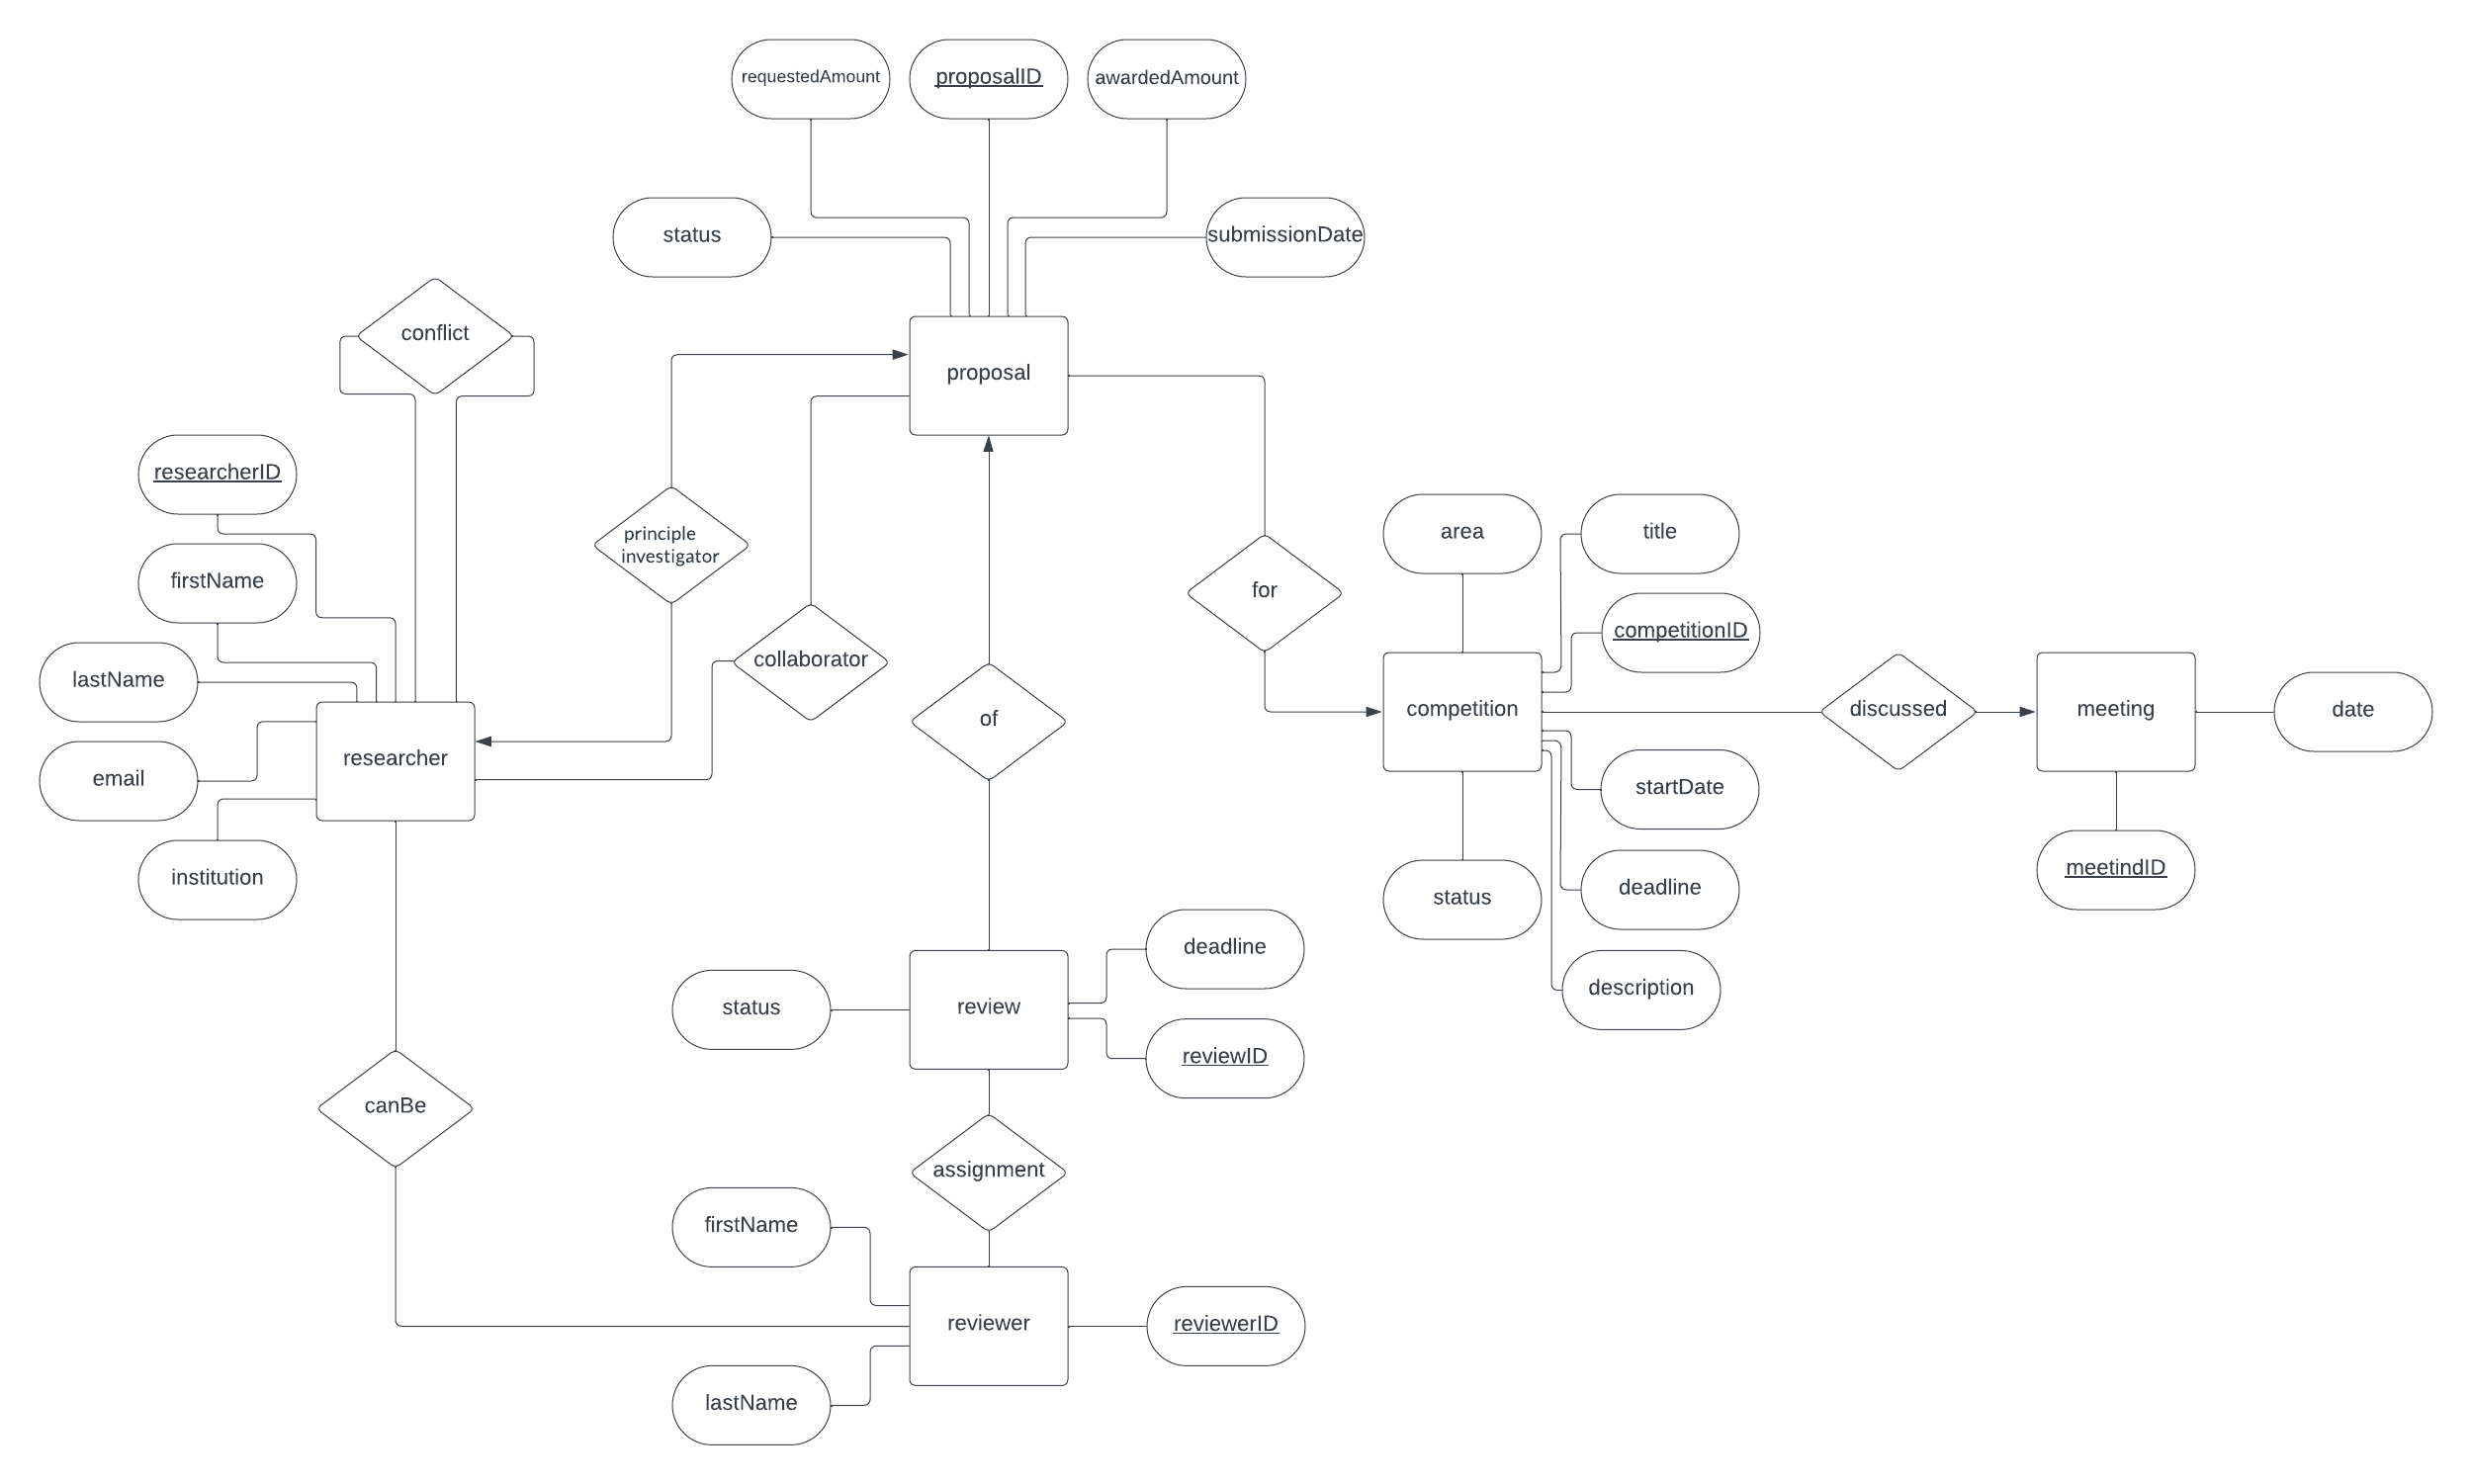 requestedAmount
proposalID
awardedAmount
status
submissionDate
conflict
proposal
researcherID
principle
investigator
firstName
area
title
for
competitionID
lastName
collaborator
of
competition
discussed
meeting
date
researcher
email
startDate
institution
status
deadline
meetindID
deadline
description
status
review
reviewID
canBe
assignment
firstName
reviewer
reviewerID
lastName